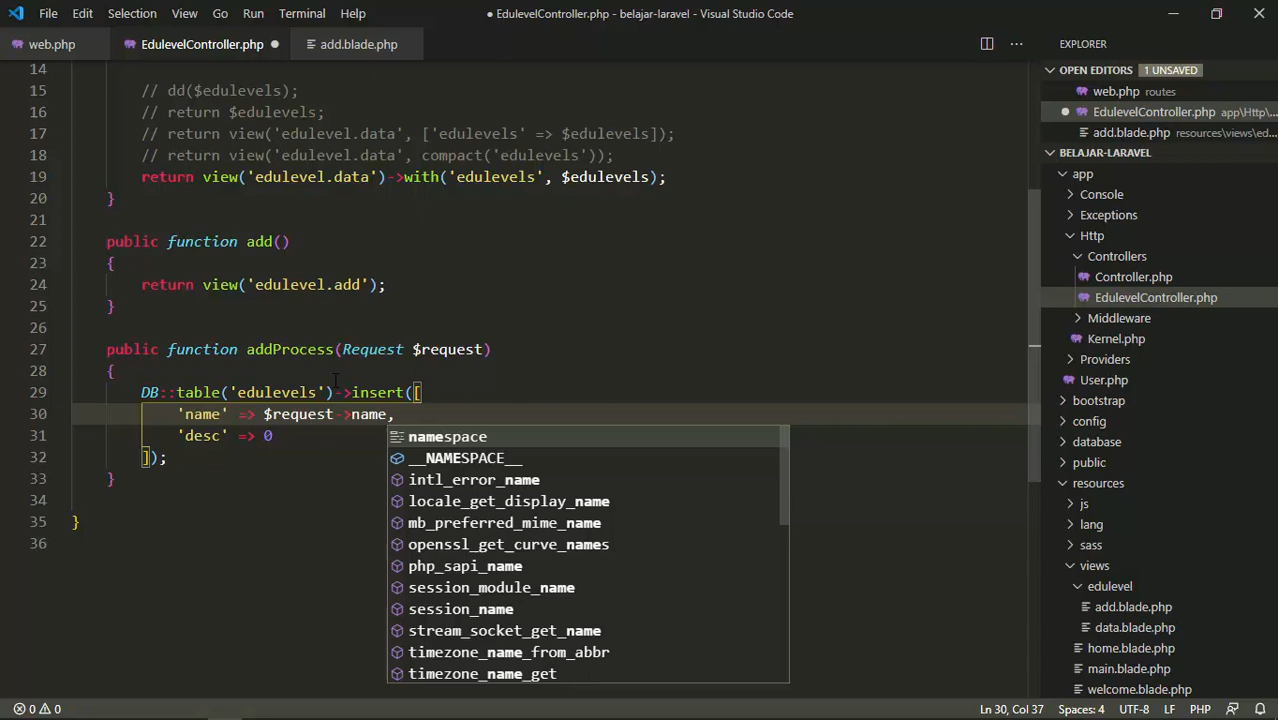 File Edit Selection View Go Run Terminal Help
● EdulevelController.php - belajar-laravel - Visual Studio Code
web.php
EdulevelController.php ●
add.blade.php
14
15 // dd($edulevels);
16 // return $edulevels;
17 // return view('edulevel.data', ['edulevels' => $edulevels]);
18 // return view('edulevel.data', compact('edulevels'));
19 return view('edulevel.data')->with('edulevels', $edulevels);
20 }
21
22 public function add()
23 {
24 return view('edulevel.add');
25 }
26
27 public function addProcess(Request $request)
28 {
29 DB::table('edulevels')->insert([
30 'name' => $request->name,
31 'desc' => 0
32 ]);
33 }
34
35 }
36
namespace
__NAMESPACE__
intl_error_name
locale_get_display_name
mb_preferred_mime_name
openssl_get_curve_names
php_sapi_name
session_module_name
session_name
stream_socket_get_name
timezone_name_from_abbr
timezone_name_get
EXPLORER
OPEN EDITORS 1 UNSAVED
web.php routes
● EdulevelController.php app\Http\...
add.blade.php resources\views\ed...
BELAJAR-LARAVEL
app
Console
Exceptions
Http
Controllers
Controller.php
EdulevelController.php
Middleware
Kernel.php
Providers
User.php
bootstrap
config
database
public
resources
js
lang
sass
views
edulevel
add.blade.php
data.blade.php
home.blade.php
main.blade.php
welcome.blade.php
0 0
Ln 30, Col 37 Spaces: 4 UTF-8 LF PHP